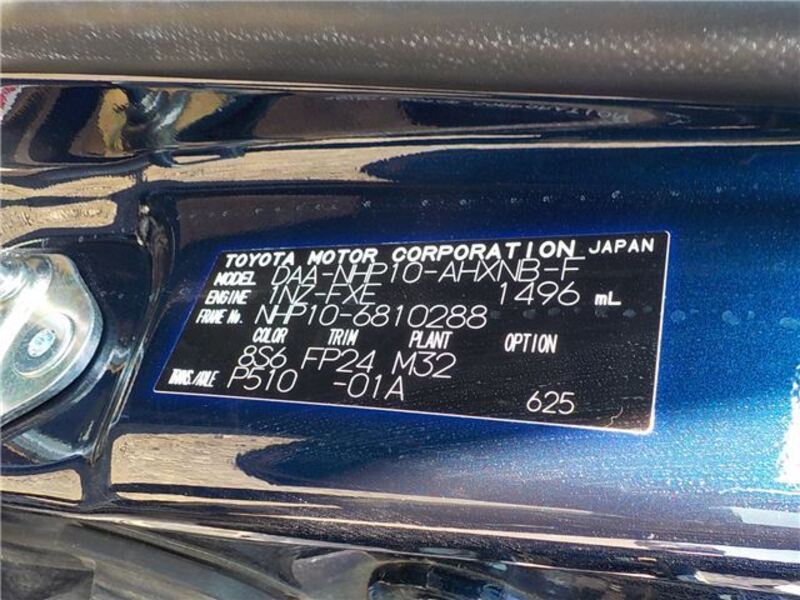 TOYOTA MOTOR CORPORATION JAPAN
MODEL DAA-NHP10-AHXNB-F
ENGINE 1NZ-FXE 1496 mL
FRAME No. NHP10-6810288
COLOR TRIM PLANT OPTION
8S6 FP24 M32
TRANS./AXLE P510 -01A
625